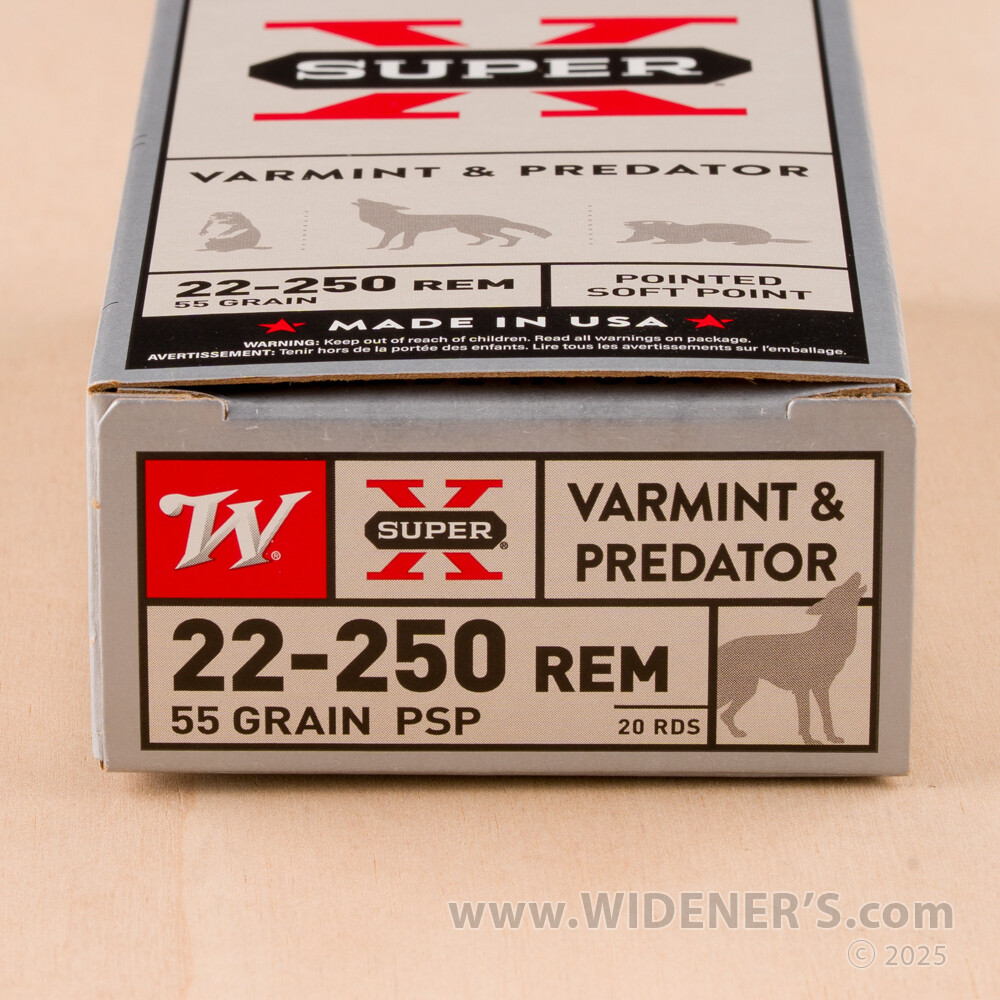 X
SUPER
VARMINT & PREDATOR
22-250 REM
55 GRAIN
POINTED
SOFT POINT
MADE IN USA
WARNING: Keep out of reach of children. Read all warnings on package.
AVERTISSEMENT: Tenir hors de la portée des enfants. Lire tous les avertissements sur l'emballage.
W®
X
SUPER®
VARMINT &
PREDATOR
22-250 REM
55 GRAIN PSP
20 RDS
www.WIDENER'S.com
© 2025